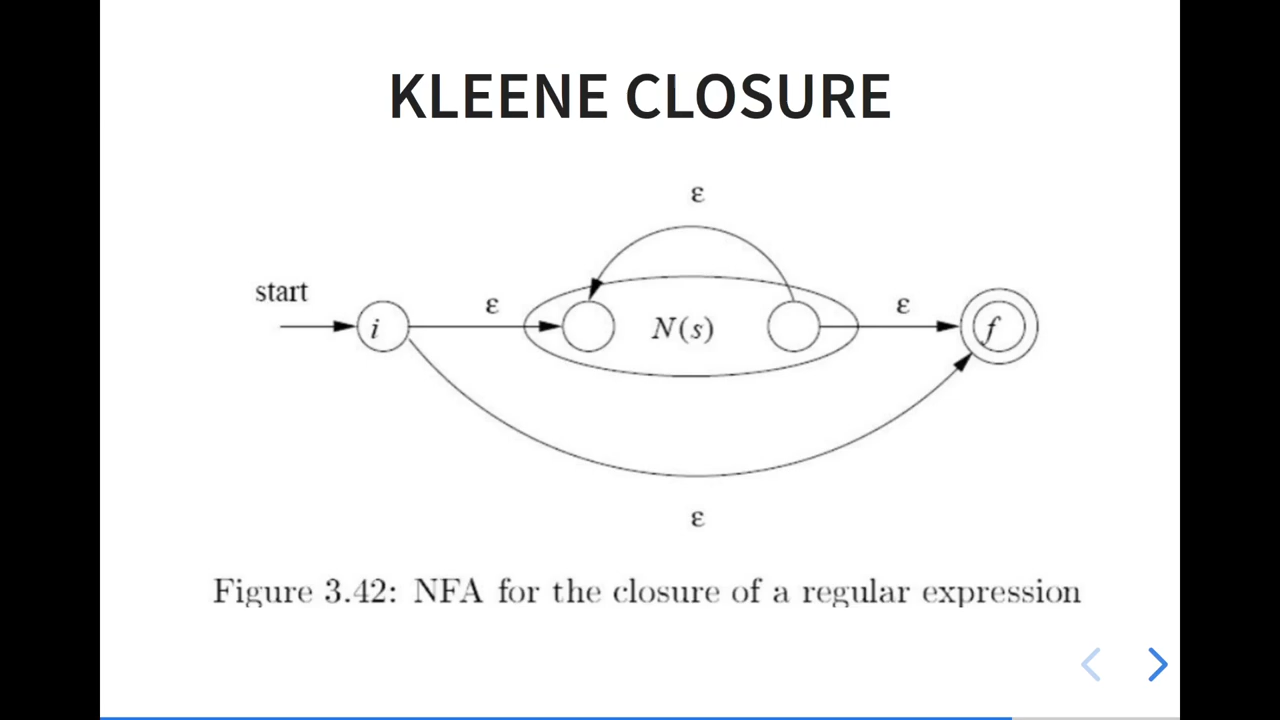 KLEENE CLOSURE
ε
start
i
ε
N(s)
ε
f
ε
Figure 3.42: NFA for the closure of a regular expression